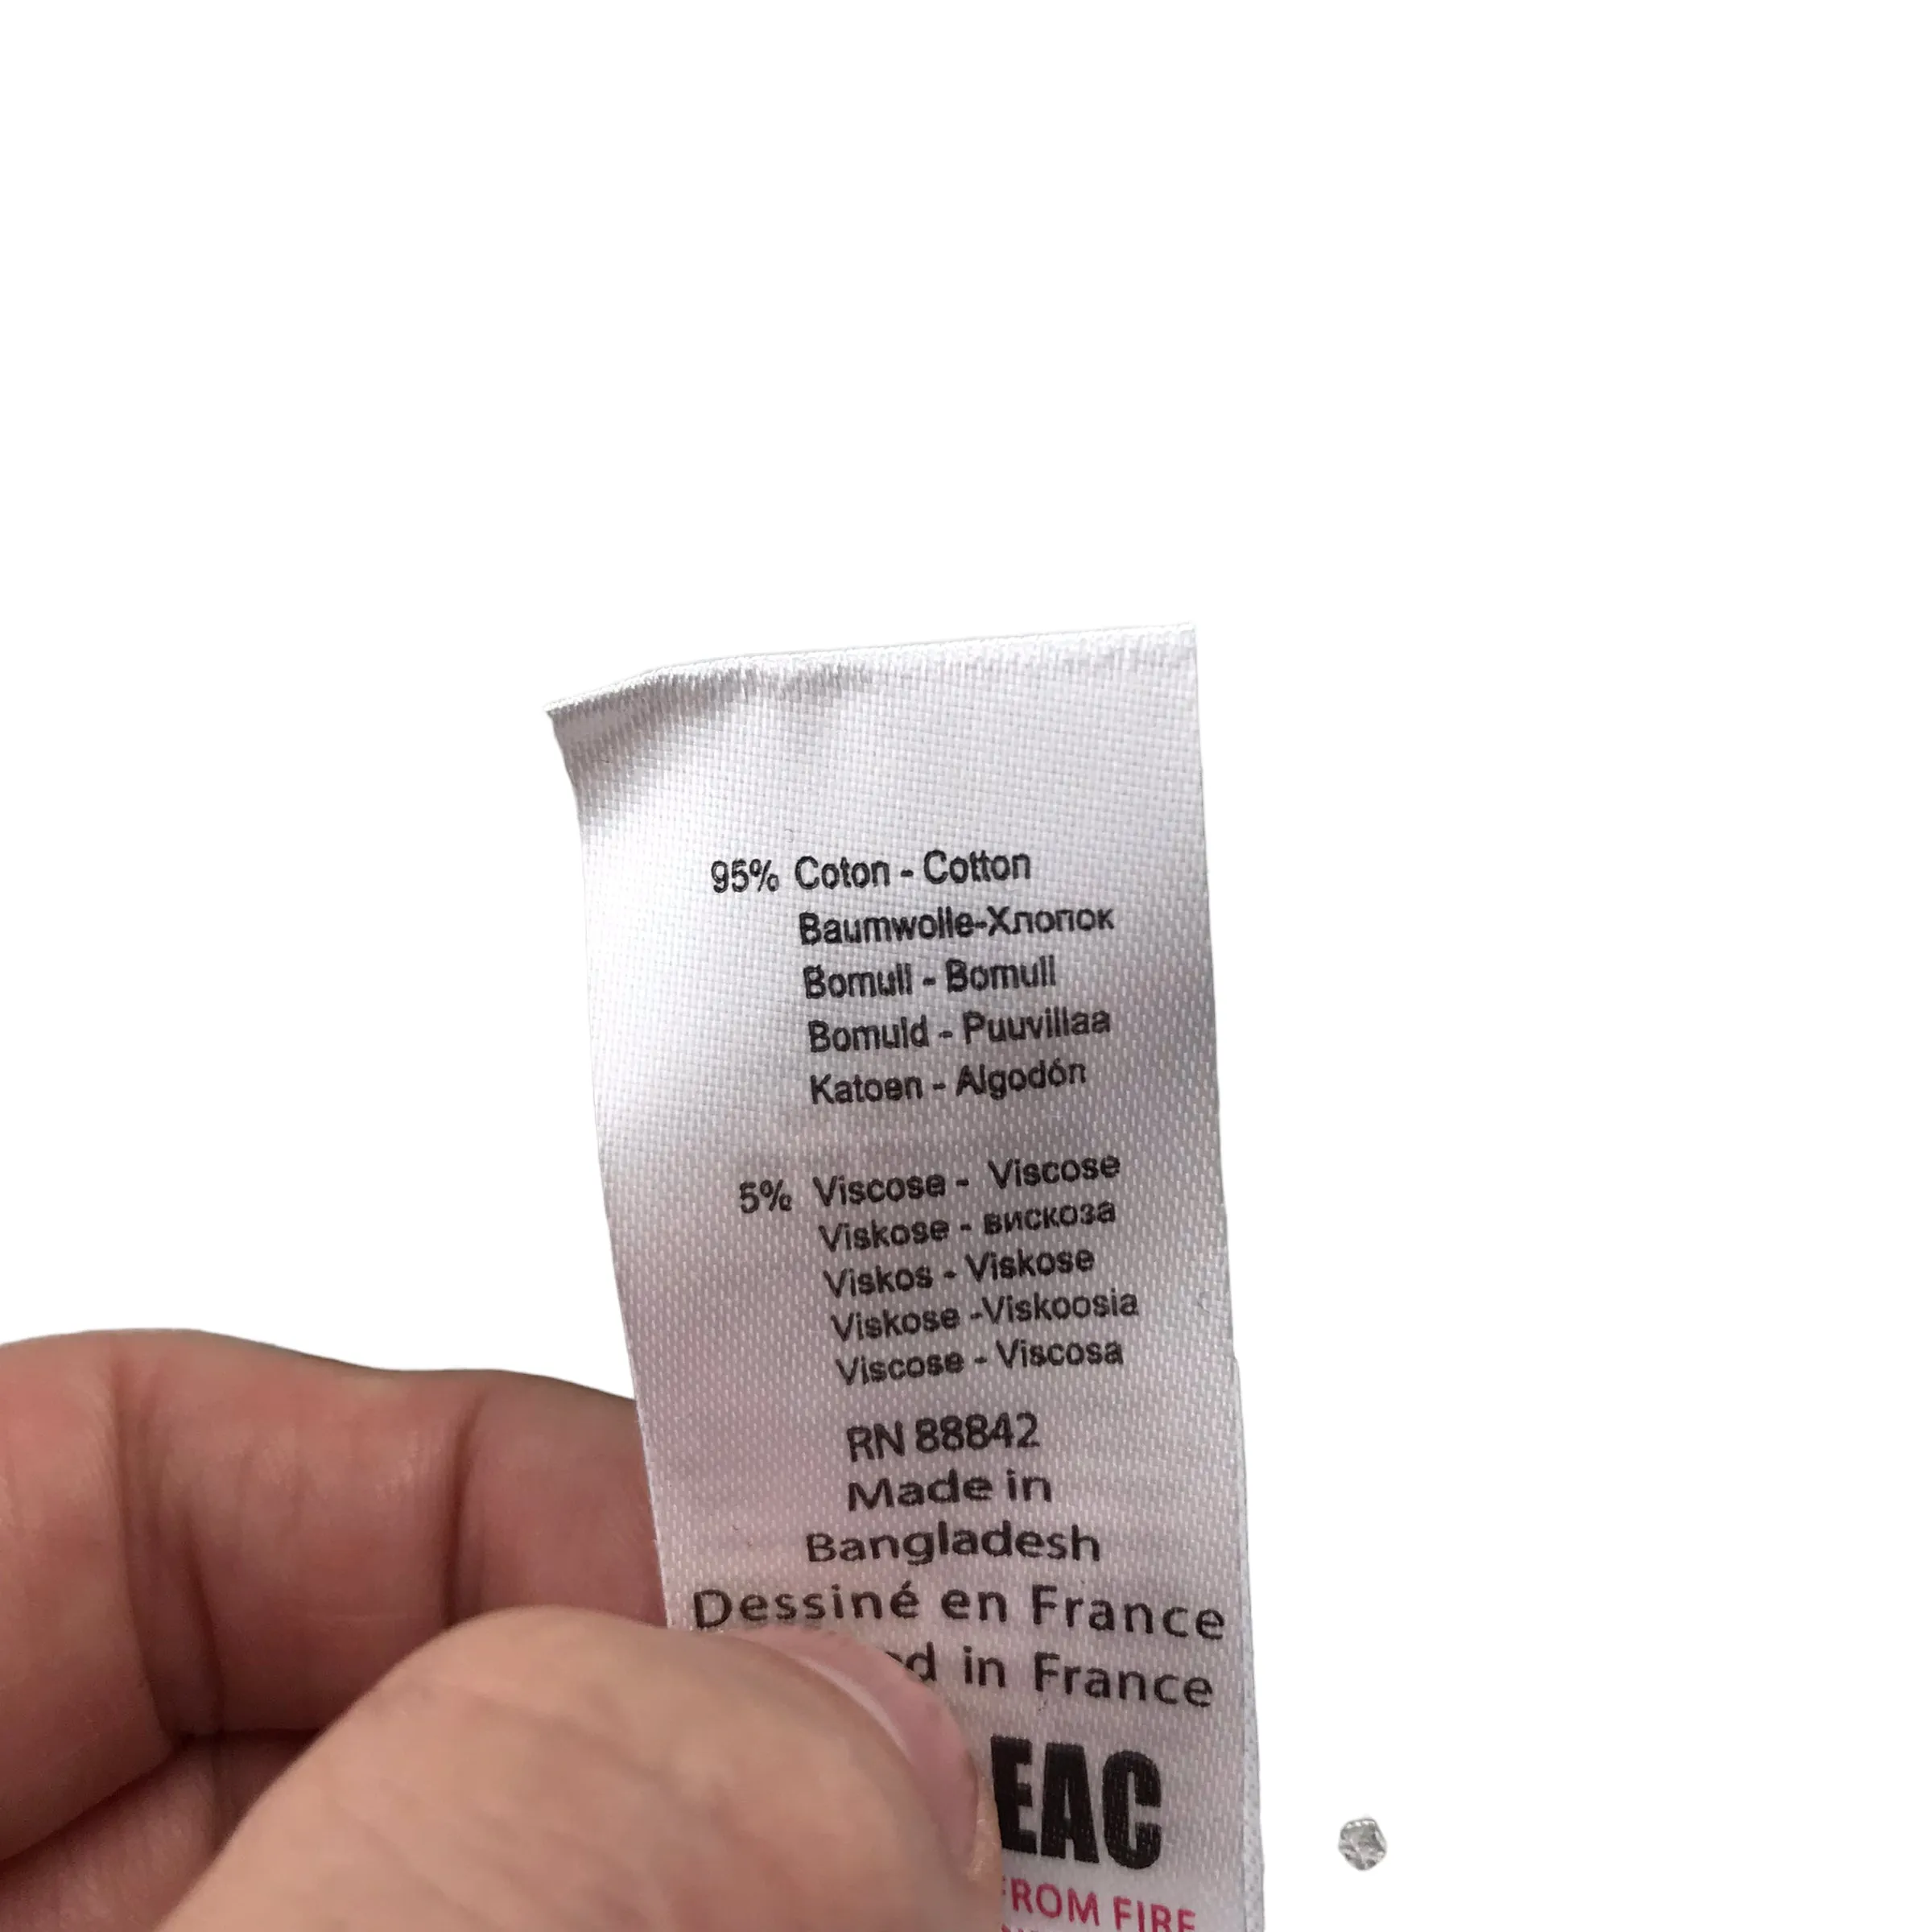 95% Coton - Cotton
Baumwolle-Хлопок
Bomull - Bomull
Bomuld - Puuvillaa
Katoen - Algodón
5% Viscose - Viscose
Viskose - вискоза
Viskos - Viskose
Viskose -Viskoosia
Viscose - Viscosa
RN 88842
Made in
Bangladesh
Dessiné en France
in France
EAC
FROM FIRE